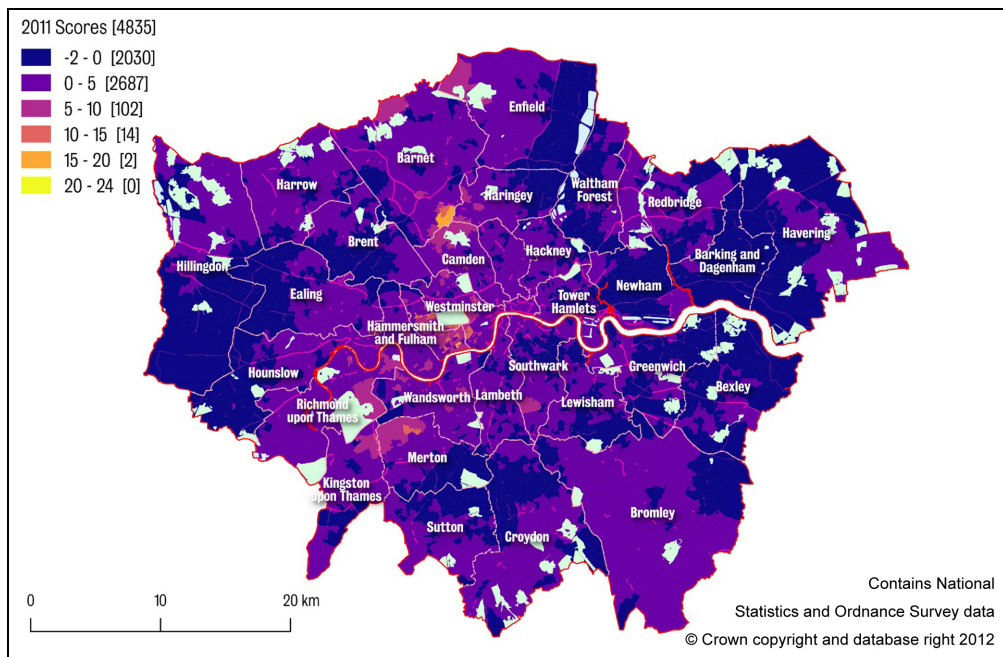 2011 Scores [4835]
-2 - 0 [2030]
0 - 5 [2687]
5 - 10 [102]
10 - 15 [14]
15 - 20 [2]
20 - 24 [0]
Enfield
Barnet
Harrow
Haringey
Waltham
Forest
Redbridge
Havering
Brent
Hackney
Camden
Barking and
Dagenham
Hillingdon
Newham
Ealing
Tower
Hamlets
Westminster
Hammersmith
and Fulham
Southwark
Greenwich
Hounslow
Bexley
Wandsworth
Lambeth
Lewisham
Richmond
upon Thames
Merton
Kingston
upon Thames
Bromley
Sutton
Croydon
0 10 20 km
Contains National
Statistics and Ordnance Survey data
© Crown copyright and database right 2012